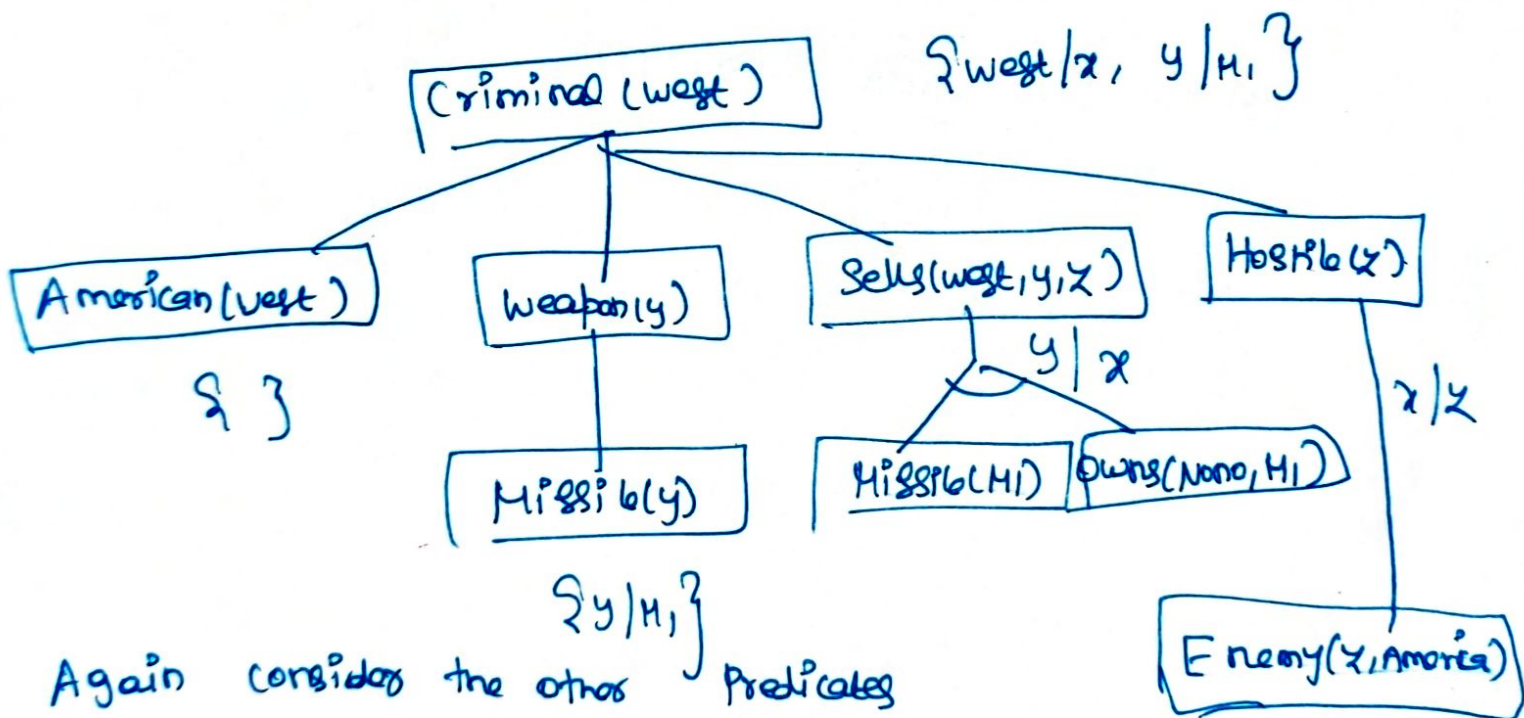 Criminal (west)
{west/x, y/M1}
American (west)
Weapon(y)
Sells(west, y, z)
Hostile(z)
{ }
y/x
x/z
Missile(y)
Missile(M1)
Owns(Nono, M1)
{y/M1}
Enemy(z, America)
Again consider the other predicates